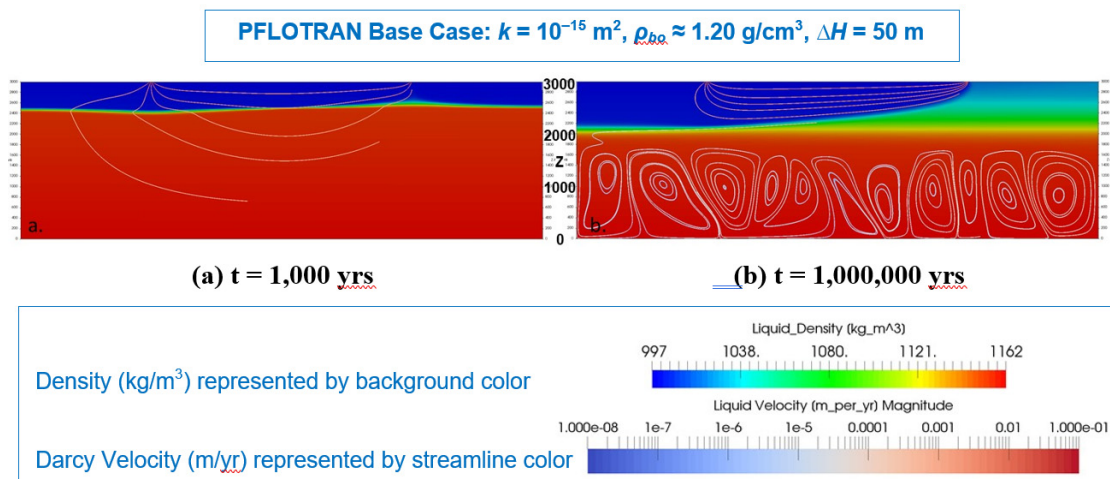 PFLOTRAN Base Case: k = 10⁻¹⁵ m², ρbo ≈ 1.20 g/cm³, ΔH = 50 m
3000
2000
Z
1000
0
a.
b.
(a) t = 1,000 yrs
(b) t = 1,000,000 yrs
Density (kg/m³) represented by background color
Liquid_Density [kg_m^3]
997 1038. 1080. 1121. 1162
Liquid Velocity [m_per_yr] Magnitude
1.000e-08 1e-7 1e-6 1e-5 0.0001 0.001 0.01 1.000e-01
Darcy Velocity (m/yr) represented by streamline color